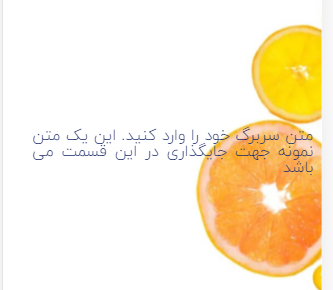 متن سربرگ خود را وارد کنید. این یک متن
نمونه جهت جایگذاری در این قسمت می
باشد